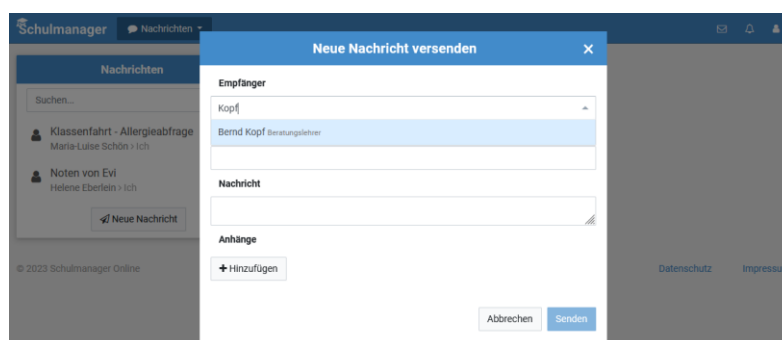 Schulmanager
Nachrichten
Neue Nachricht versenden
Nachrichten
Suchen...
Klassenfahrt - Allergieabfrage
Maria-Luise Schön > Ich
Noten von Evi
Helene Eberlein > Ich
Neue Nachricht
Empfänger
Kopf
Bernd Kopf Beratungslehrer
Nachricht
Anhänge
+ Hinzufügen
Abbrechen
Senden
© 2023 Schulmanager Online
Datenschutz
Impressu